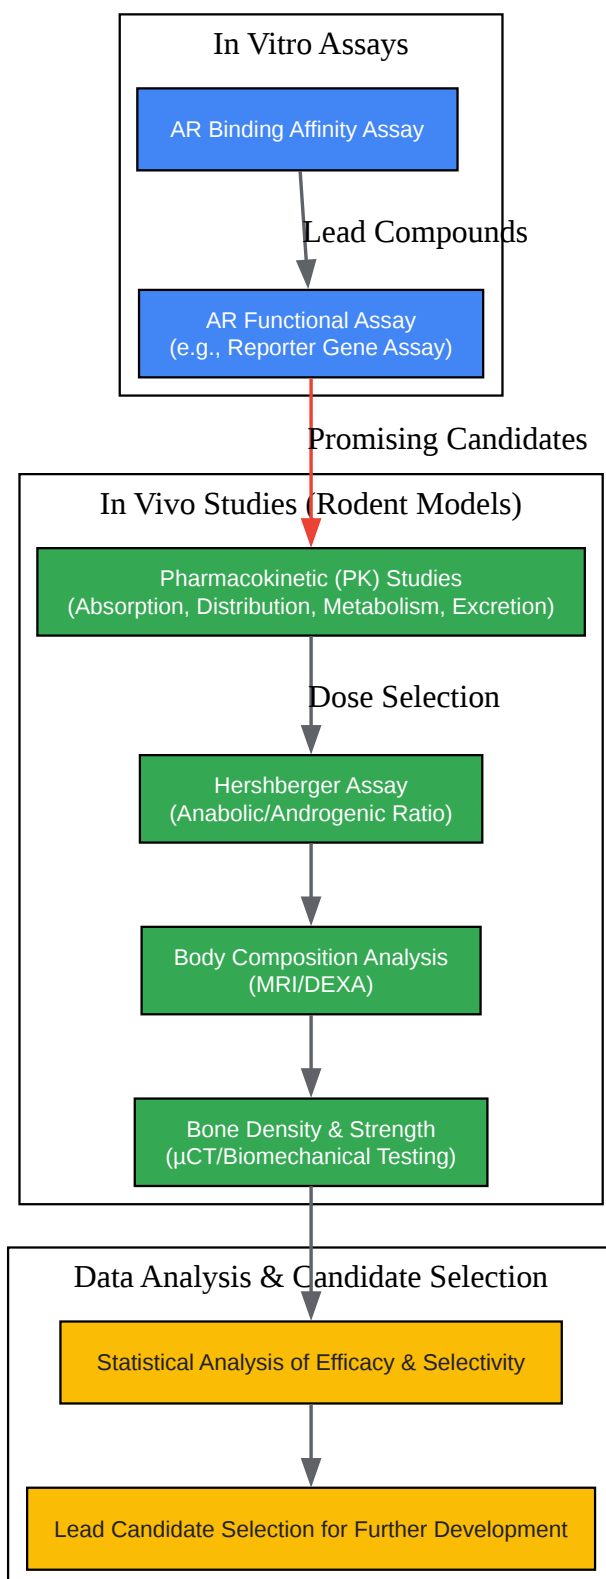 In Vitro Assays
AR Binding Affinity Assay
Lead Compounds
AR Functional Assay
(e.g., Reporter Gene Assay)
Promising Candidates
In Vivo Studies (Rodent Models)
Pharmacokinetic (PK) Studies
(Absorption, Distribution, Metabolism, Excretion)
Dose Selection
Hershberger Assay
(Anabolic/Androgenic Ratio)
Body Composition Analysis
(MRI/DEXA)
Bone Density & Strength
(µCT/Biomechanical Testing)
Data Analysis & Candidate Selection
Statistical Analysis of Efficacy & Selectivity
Lead Candidate Selection for Further Development